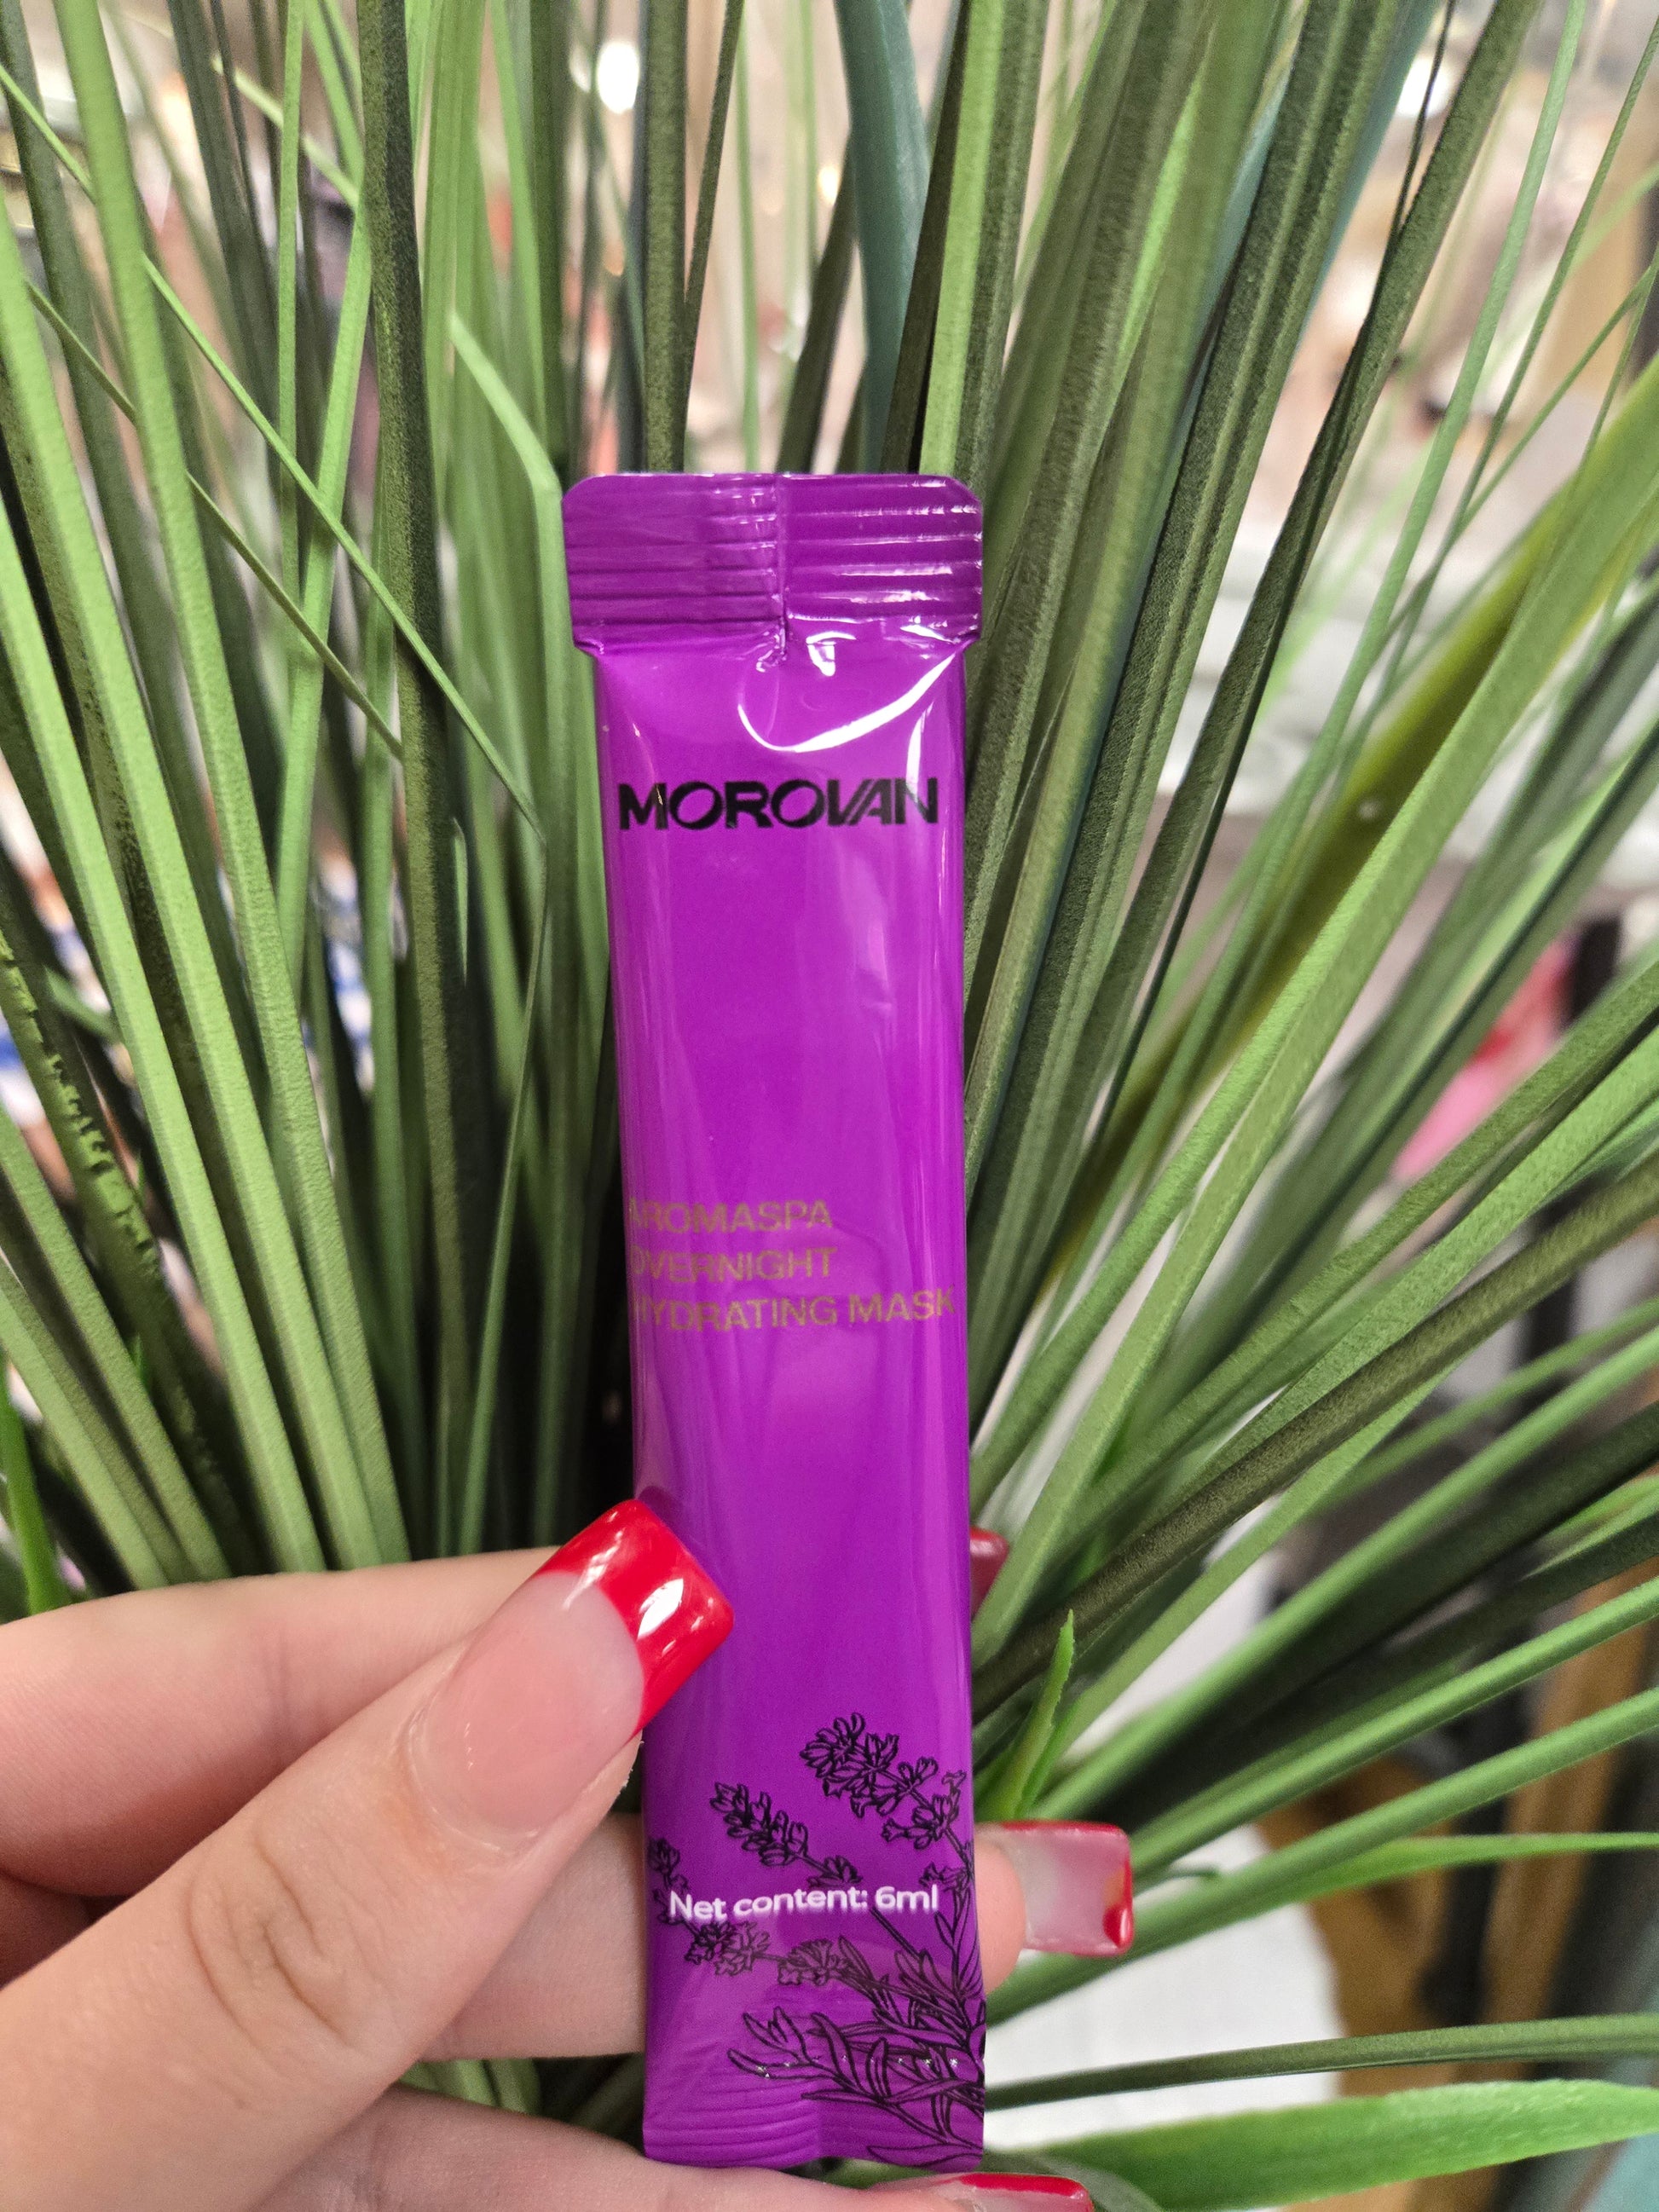 MOROVAN
AROMASPA
OVERNIGHT
HYDRATING MASK
Net content: 6ml